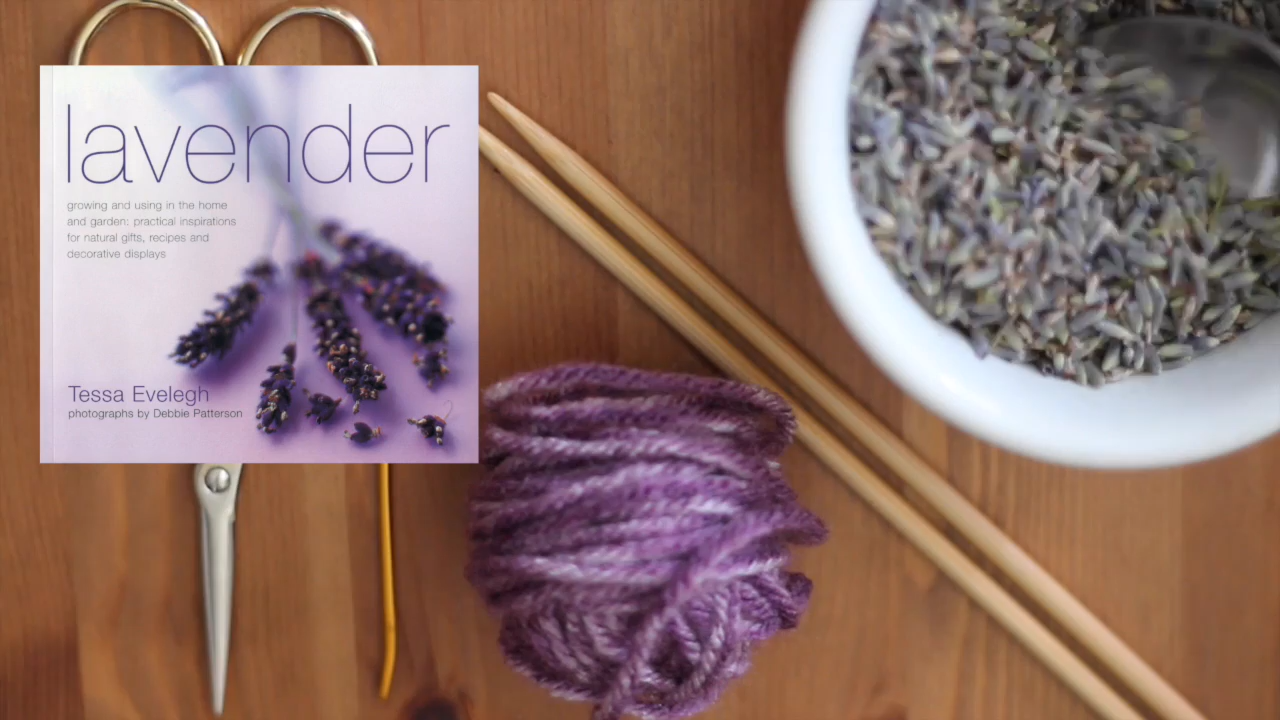 lavender
growing and using in the home
and garden: practical inspirations
for natural gifts, recipes and
decorative displays
Tessa Evelegh
photographs by Debbie Patterson